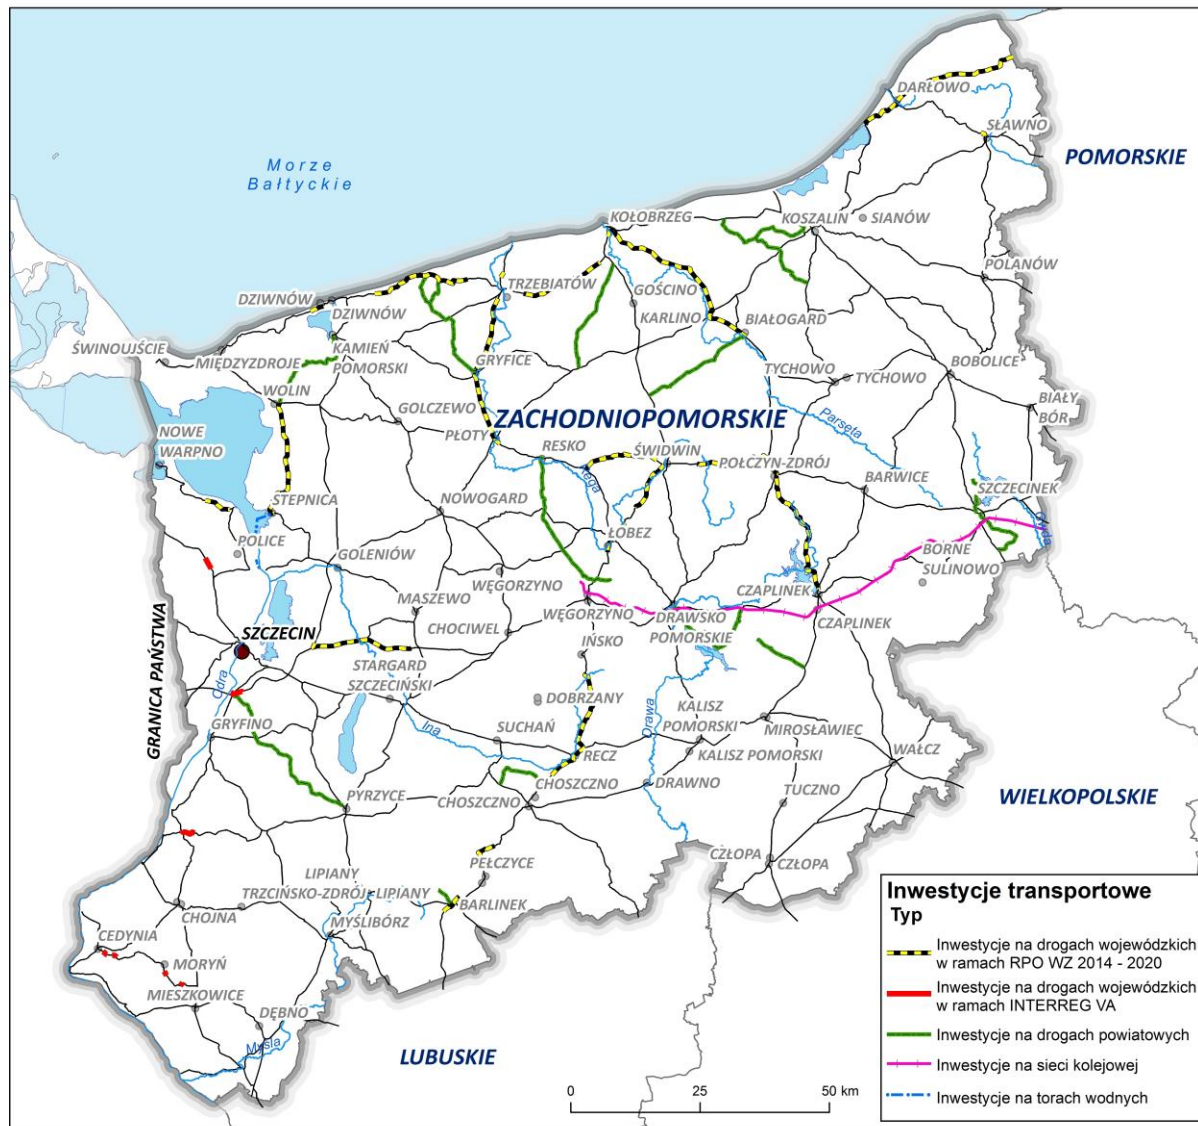 DARŁOWO
SŁAWNO
POMORSKIE
Morze
Bałtyckie
KOŁOBRZEG
KOSZALIN
SIANÓW
POLANÓW
TRZEBIATÓW
DZIWNÓW
DZIWNÓW
GOŚCINO
KARLINO
BIAŁOGARD
ŚWINOUJŚCIE
MIĘDZYZDROJE
KAMIEŃ
POMORSKI
GRYFICE
TYCHOWO
TYCHOWO
BOBOLICE
WOLIN
GOLCZEWO
BIAŁY
BÓR
ZACHODNIOPOMORSKIE
Parsęta
NOWE
WARPNO
PŁOTY
RESKO
ŚWIDWIN
POŁCZYN-ZDRÓJ
BARWICE
Rega
SZCZECINEK
STEPNICA
NOWOGARD
Gwda
ŁOBEZ
POLICE
GOLENIÓW
BORNE
SULINOWO
WĘGORZYNO
CZAPLINEK
MASZEWO
WĘGORZYNO
DRAWSKO
POMORSKIE
CZAPLINEK
CHOCIWEL
GRANICA PAŃSTWA
SZCZECIN
IŃSKO
STARGARD
SZCZECIŃSKI
Odra
DOBRZANY
KALISZ
POMORSKI
Drawa
GRYFINO
Ina
SUCHAŃ
MIROSŁAWIEC
RECZ
KALISZ POMORSKI
WAŁCZ
CHOSZCZNO
DRAWNO
PYRZYCE
CHOSZCZNO
TUCZNO
WIELKOPOLSKIE
PEŁCZYCE
CZŁOPA
CZŁOPA
LIPIANY
TRZCIŃSKO-ZDRÓJ
LIPIANY
BARLINEK
CHOJNA
MYŚLIBÓRZ
CEDYNIA
MORYŃ
MIESZKOWICE
DĘBNO
Myśla
LUBUSKIE
0 25 50 km
Inwestycje transportowe
Typ
Inwestycje na drogach wojewódzkich
w ramach RPO WZ 2014 - 2020
Inwestycje na drogach wojewódzkich
w ramach INTERREG VA
Inwestycje na drogach powiatowych
Inwestycje na sieci kolejowej
Inwestycje na torach wodnych